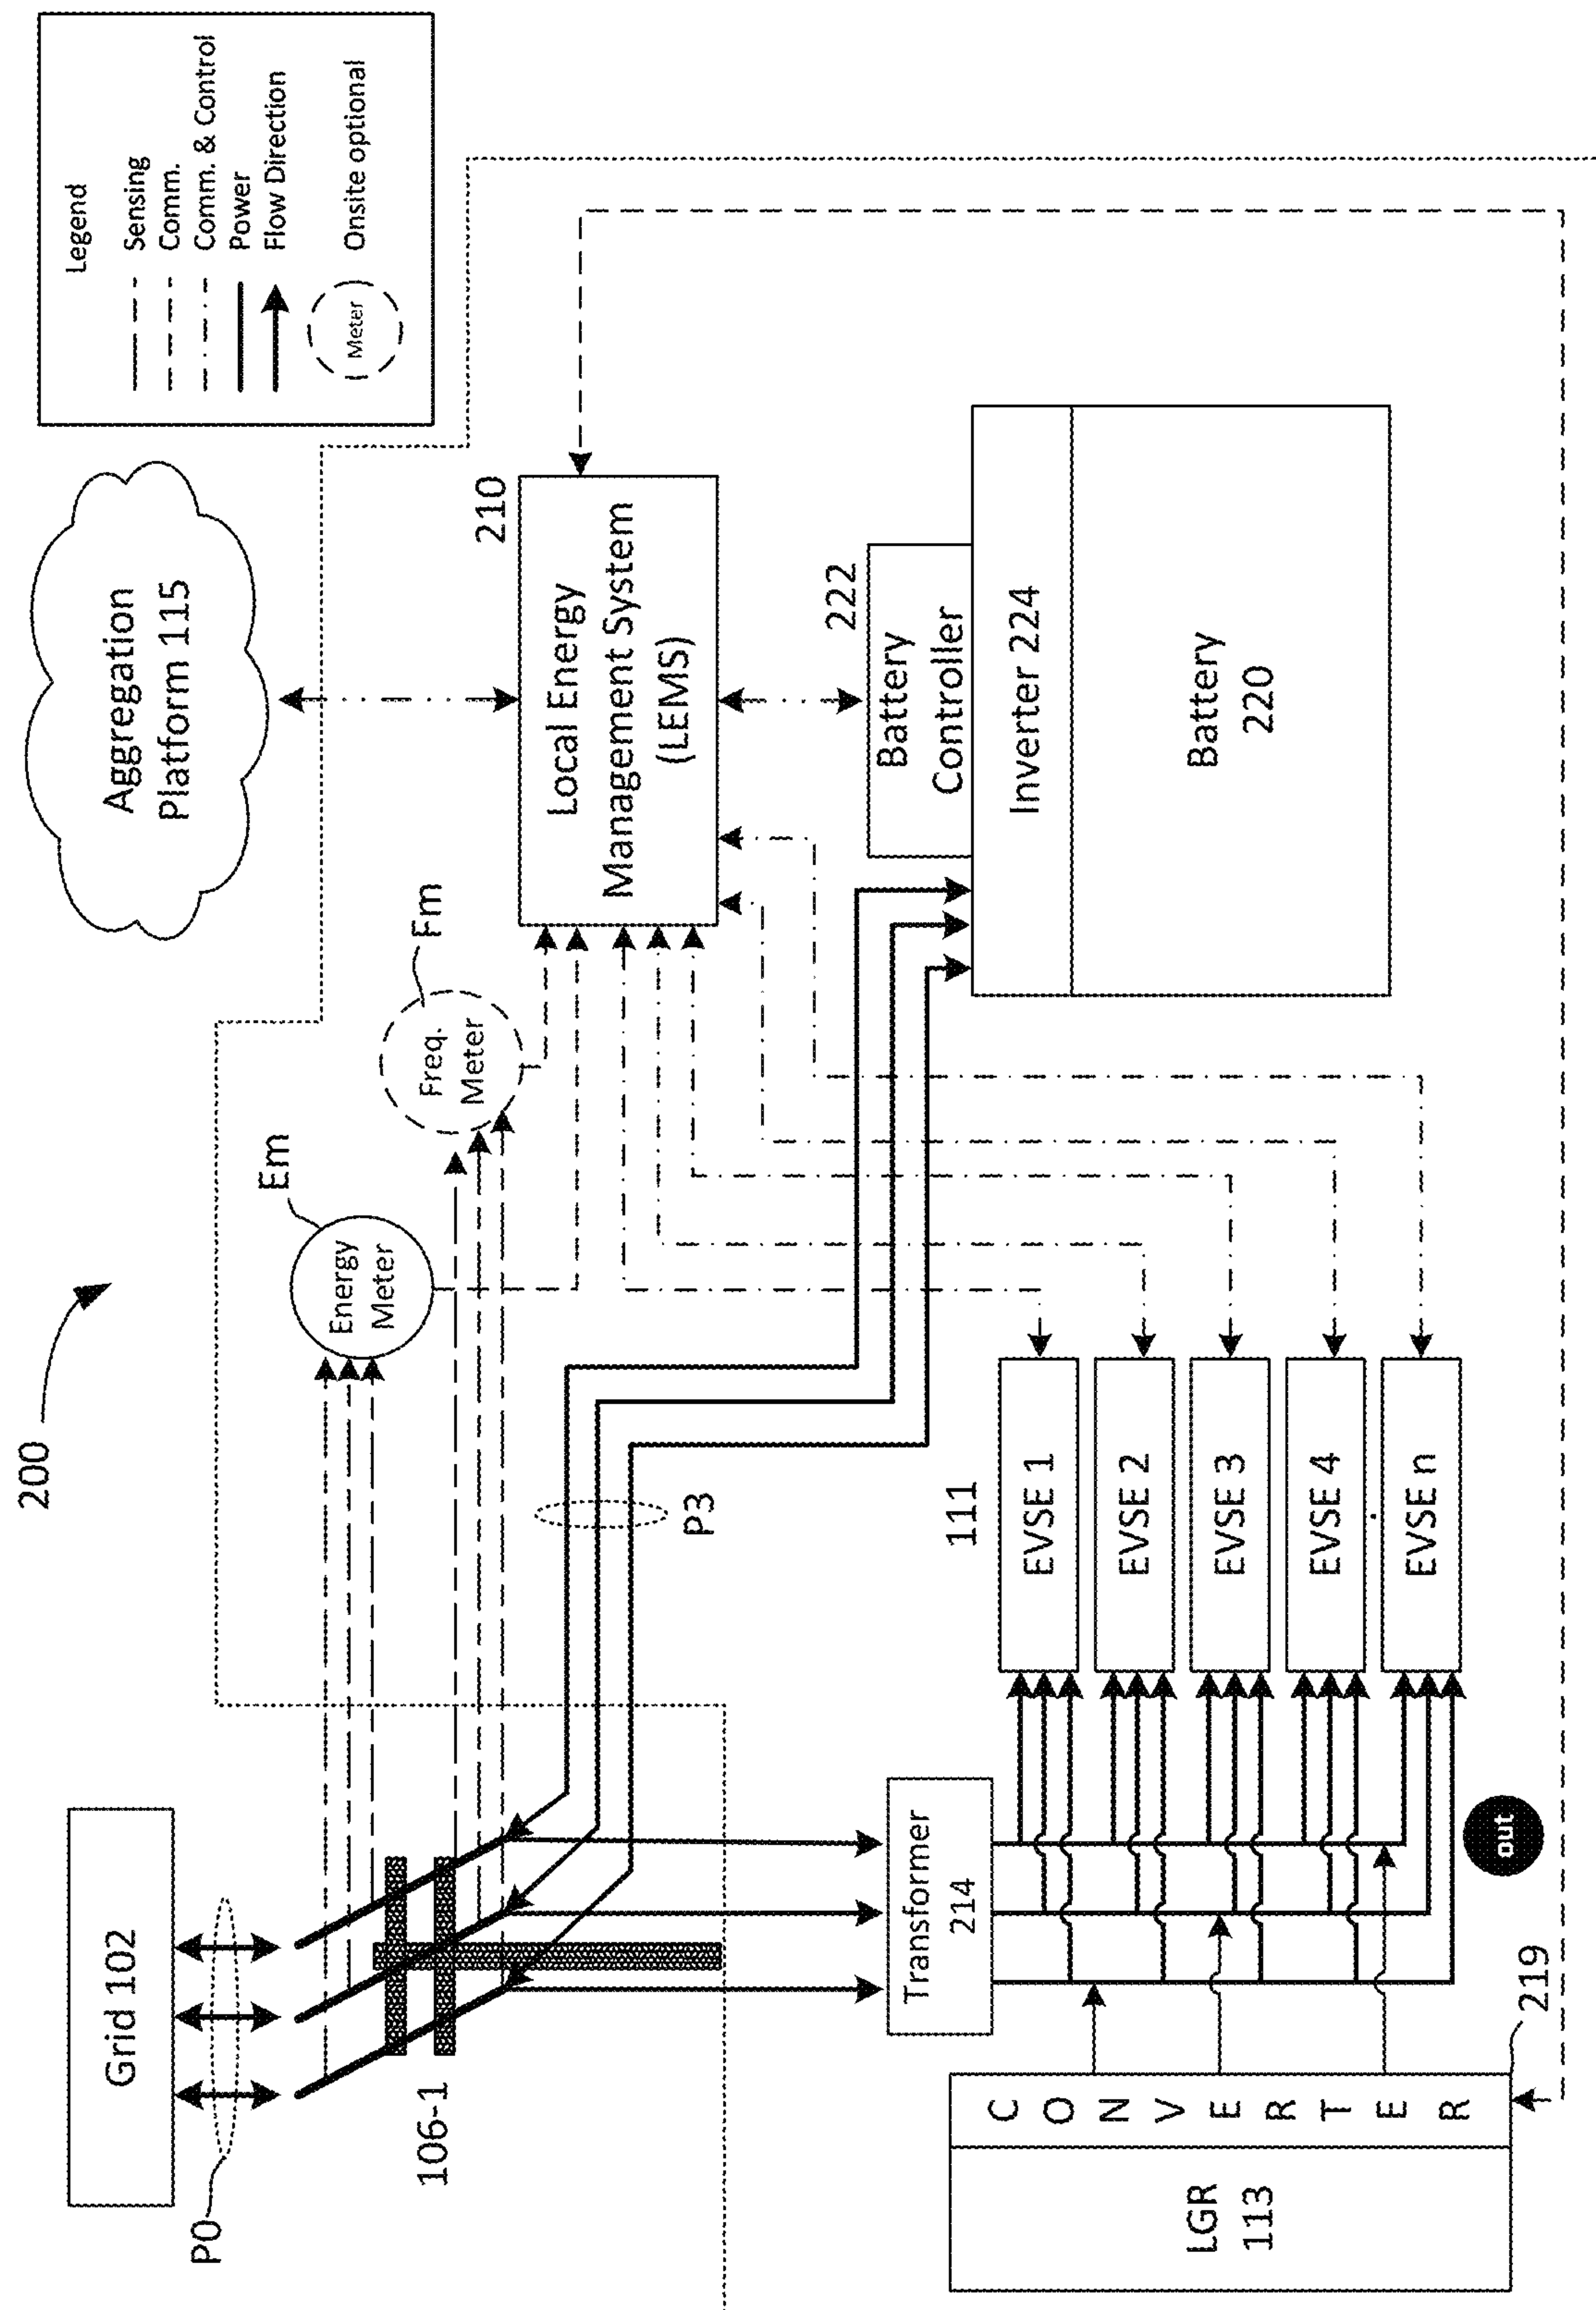 200
Legend
Sensing
Comm.
Comm. & Control
Power
Flow Direction
Meter
Onsite optional
Grid 102
P0
106-1
Em
Energy
Meter
Fm
Freq.
Meter
Aggregation
Platform 115
210
Local Energy
Management System
(LEMS)
P3
222
Battery
Controller
Inverter 224
Battery
220
Transformer
214
111
EVSE 1
EVSE 2
EVSE 3
EVSE 4
EVSE n
LGR
113
CONVERTER
219
out